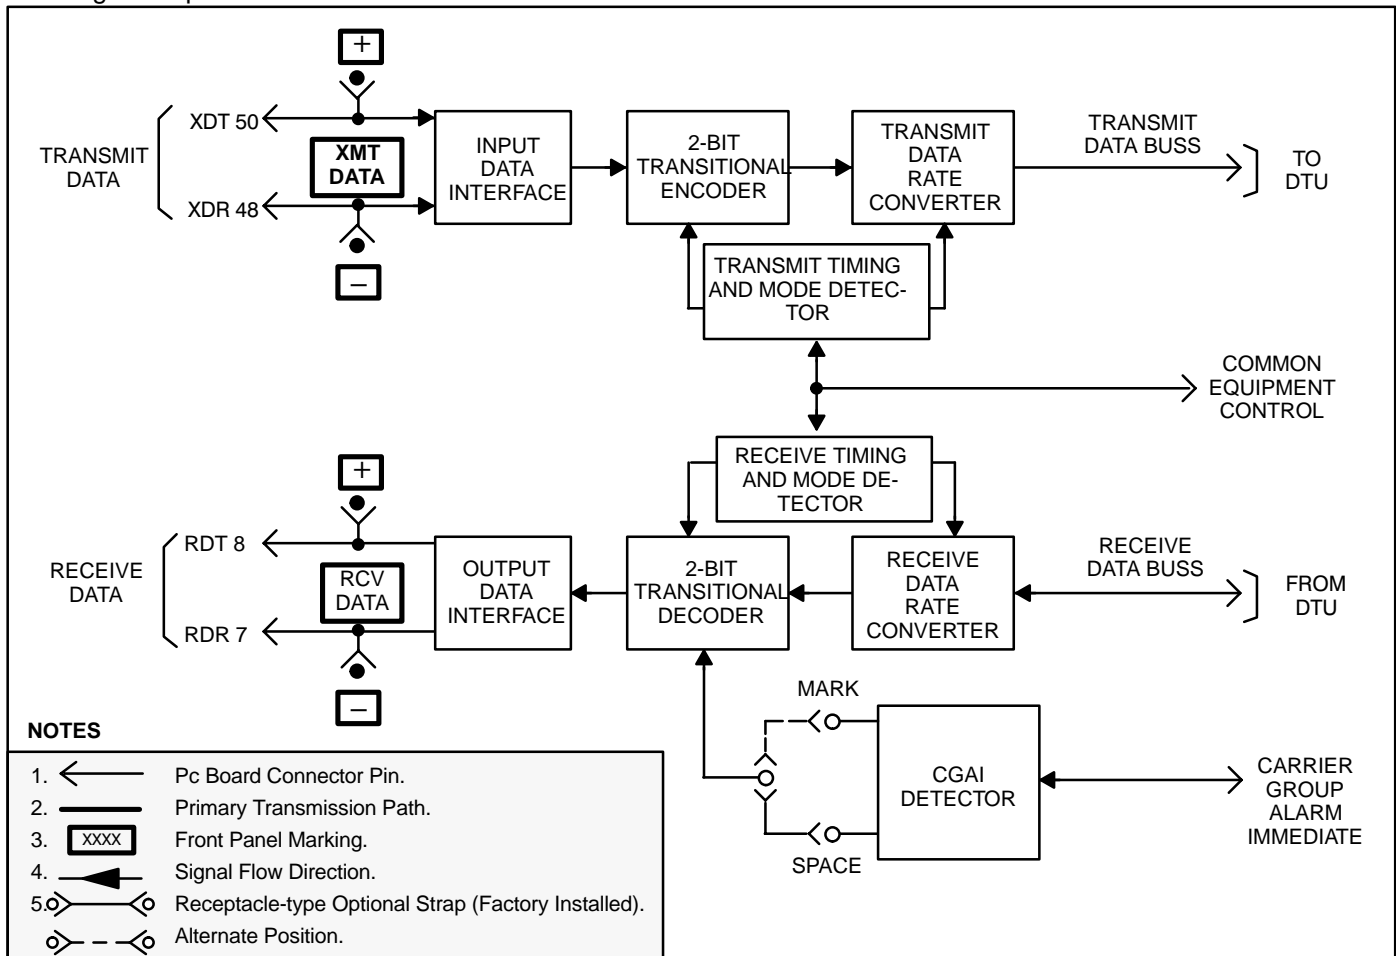 +
XDT 50
TRANSMIT
DATA
XMT
DATA
XDR 48
−
INPUT
DATA
INTERFACE
2-BIT
TRANSITIONAL
ENCODER
TRANSMIT
DATA
RATE
CONVERTER
TRANSMIT
DATA BUSS
TO
DTU
TRANSMIT TIMING
AND MODE DETEC-
TOR
COMMON
EQUIPMENT
CONTROL
RECEIVE TIMING
AND MODE DE-
TECTOR
+
RDT 8
RECEIVE
DATA
RCV
DATA
RDR 7
−
OUTPUT
DATA
INTERFACE
2-BIT
TRANSITIONAL
DECODER
RECEIVE
DATA
RATE
CONVERTER
RECEIVE
DATA BUSS
FROM
DTU
MARK
SPACE
CGAI
DETECTOR
CARRIER
GROUP
ALARM
IMMEDIATE
NOTES
1. Pc Board Connector Pin.
2. Primary Transmission Path.
3. XXXX Front Panel Marking.
4. Signal Flow Direction.
5. Receptacle-type Optional Strap (Factory Installed).
Alternate Position.